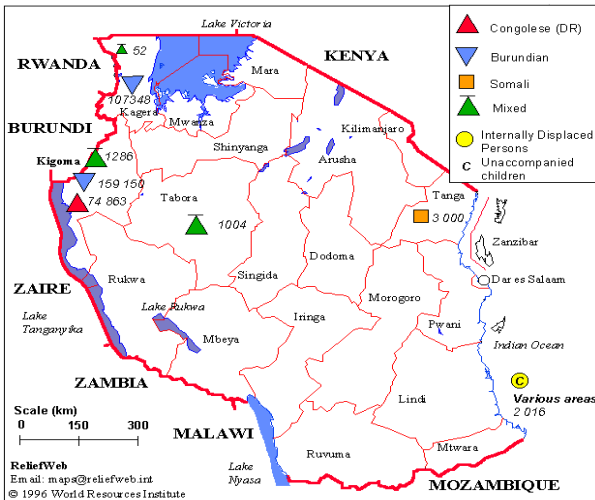 Lake Victoria
KENYA
RWANDA
52
Mara
107348
Kagera
Mwanza
BURUNDI
Kilimanjaro
Shinyanga
Arusha
Kigoma
1286
159 150
74 863
Tabora
1004
Tanga
3 000
Zanzibar
Dodoma
Singida
Dar es Salaam
ZAIRE
Rukwa
Morogoro
Lake
Tanganyika
Lake Rukwa
Iringa
Pwani
Mbeya
Indian Ocean
ZAMBIA
C
Various areas
2 016
Lindi
Scale (km)
0 150 300
MALAWI
Mtwara
Ruvuma
Lake
Nyasa
MOZAMBIQUE
ReliefWeb
Email: maps@reliefweb.int
© 1996 World Resources Institute
Congolese (DR)
Burundian
Somali
Mixed
Internally Displaced
Persons
C Unaccompanied
children